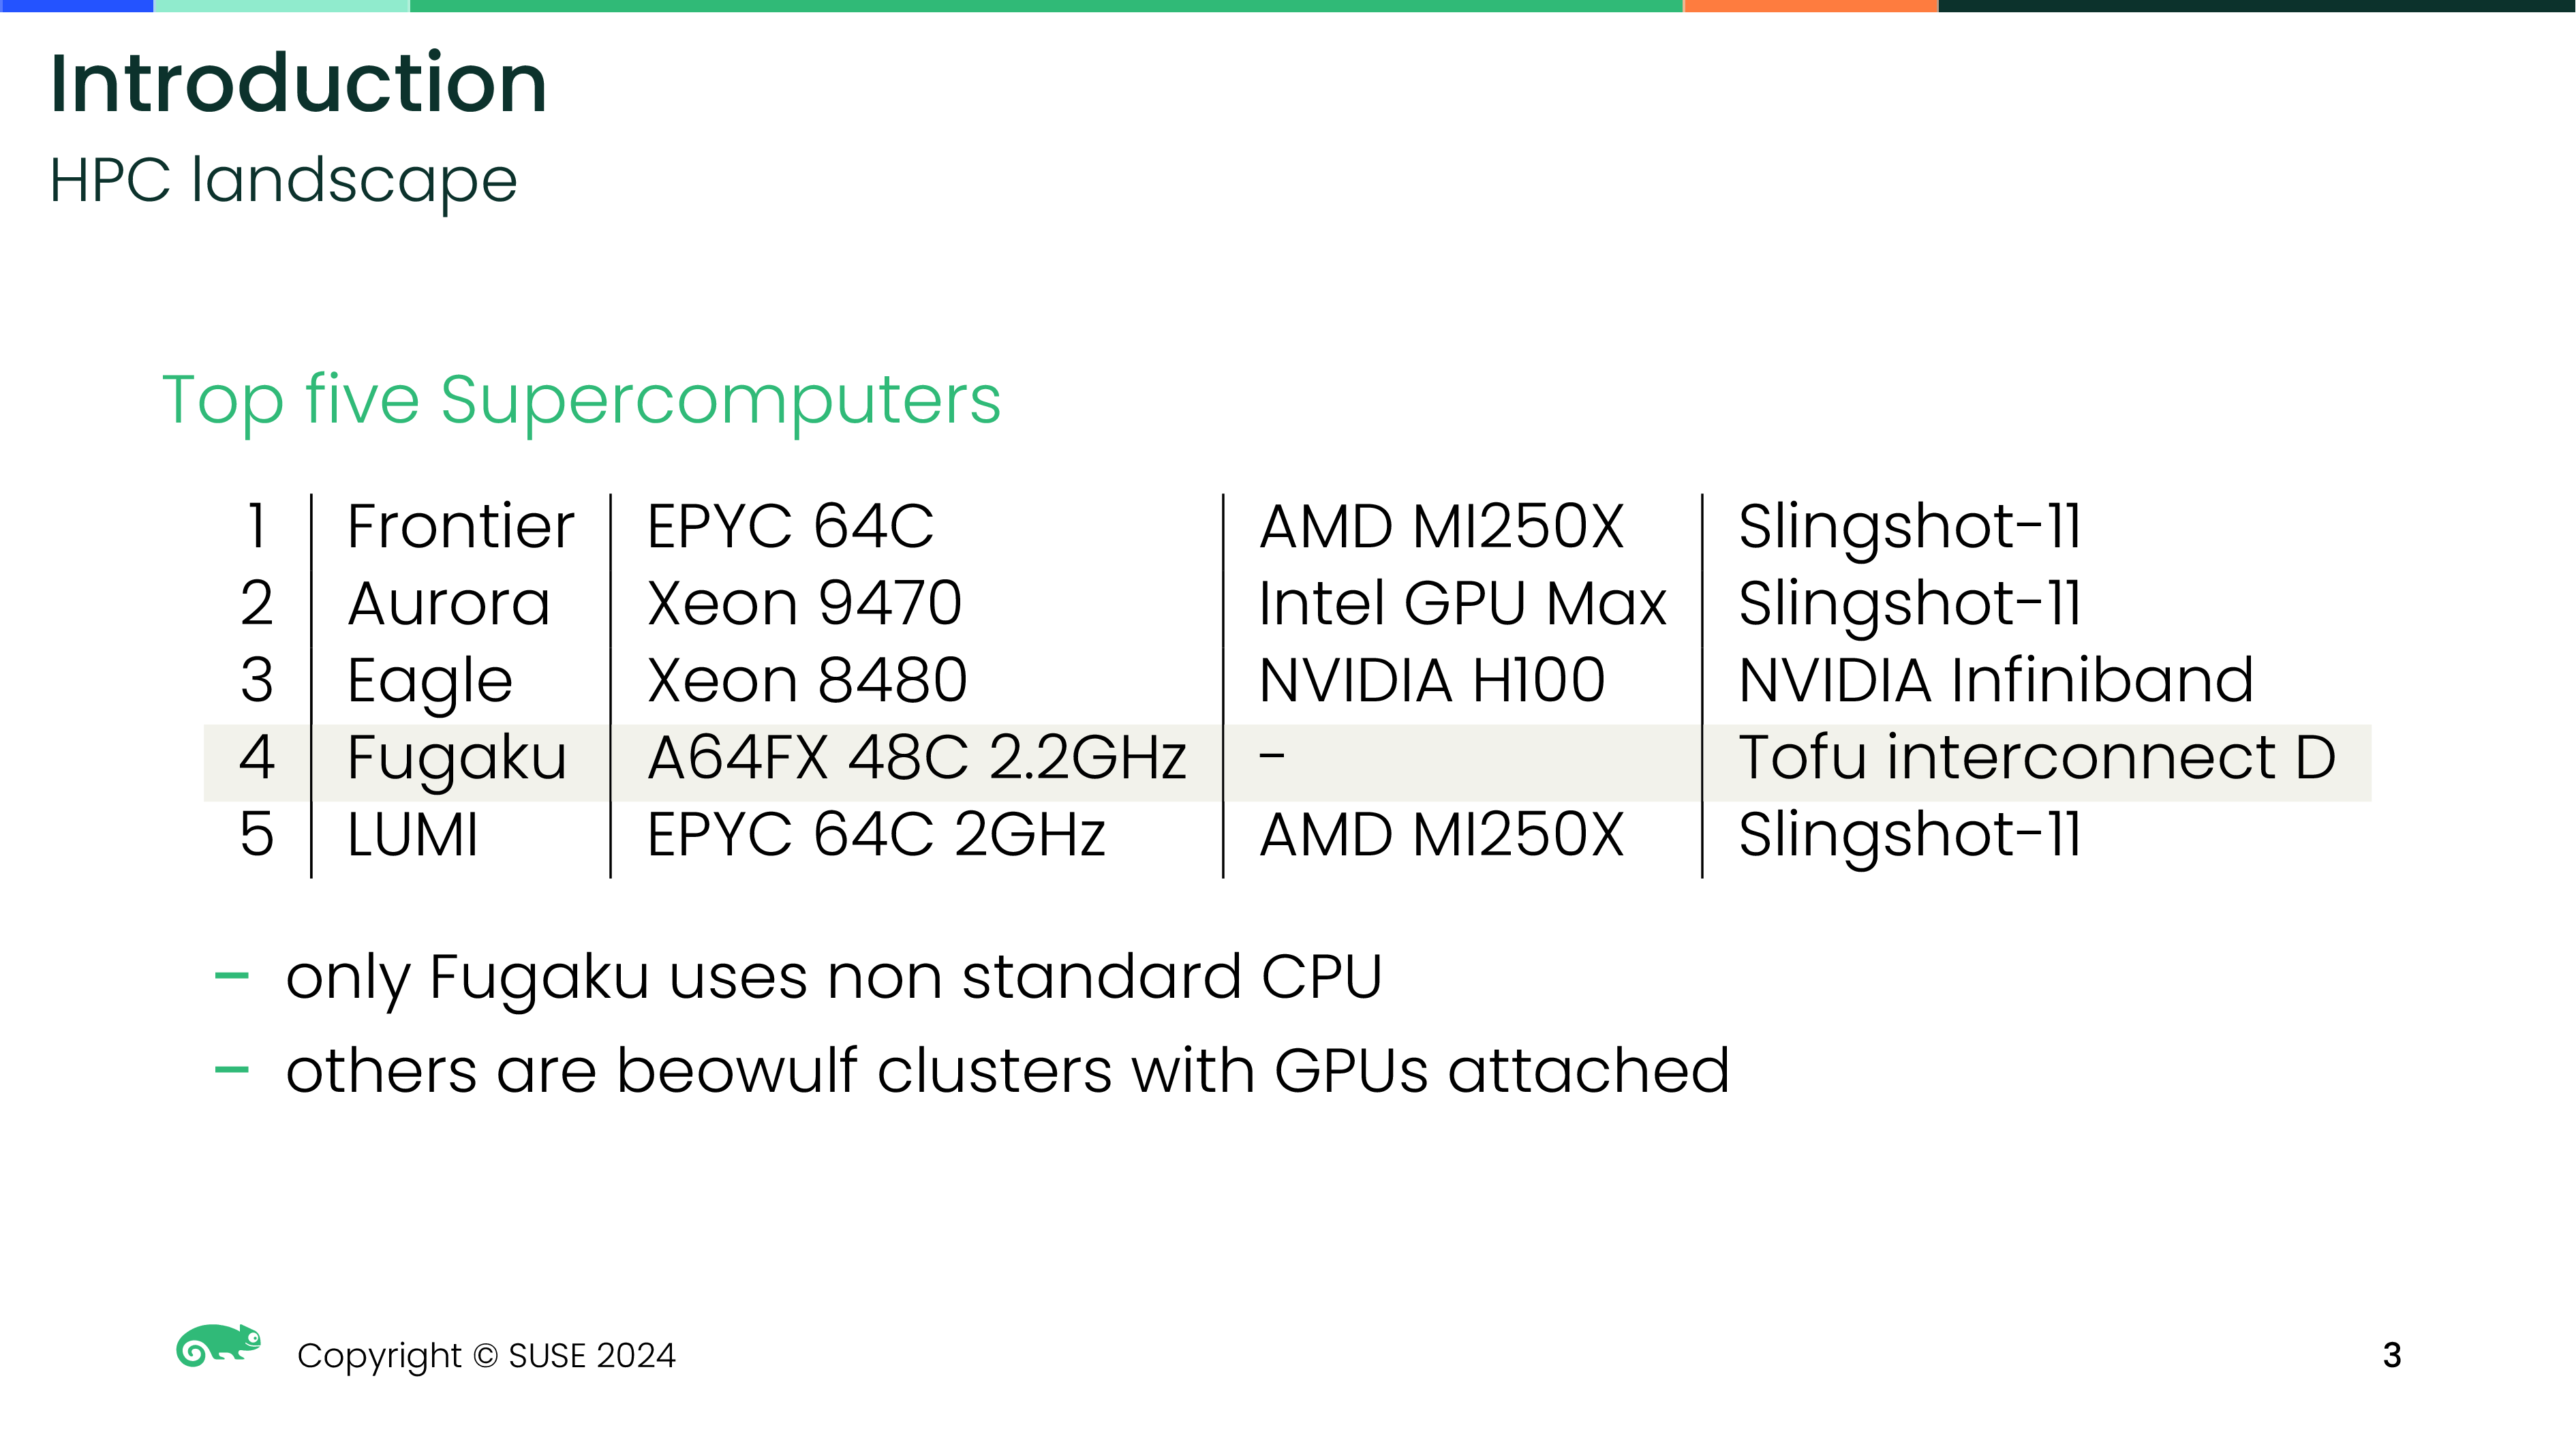 Introduction
HPC landscape
Top five Supercomputers
1 Frontier EPYC 64C AMD MI250X Slingshot-11
2 Aurora Xeon 9470 Intel GPU Max Slingshot-11
3 Eagle Xeon 8480 NVIDIA H100 NVIDIA Infiniband
4 Fugaku A64FX 48C 2.2GHz - Tofu interconnect D
5 LUMI EPYC 64C 2GHz AMD MI250X Slingshot-11
– only Fugaku uses non standard CPU
– others are beowulf clusters with GPUs attached
Copyright © SUSE 2024
3